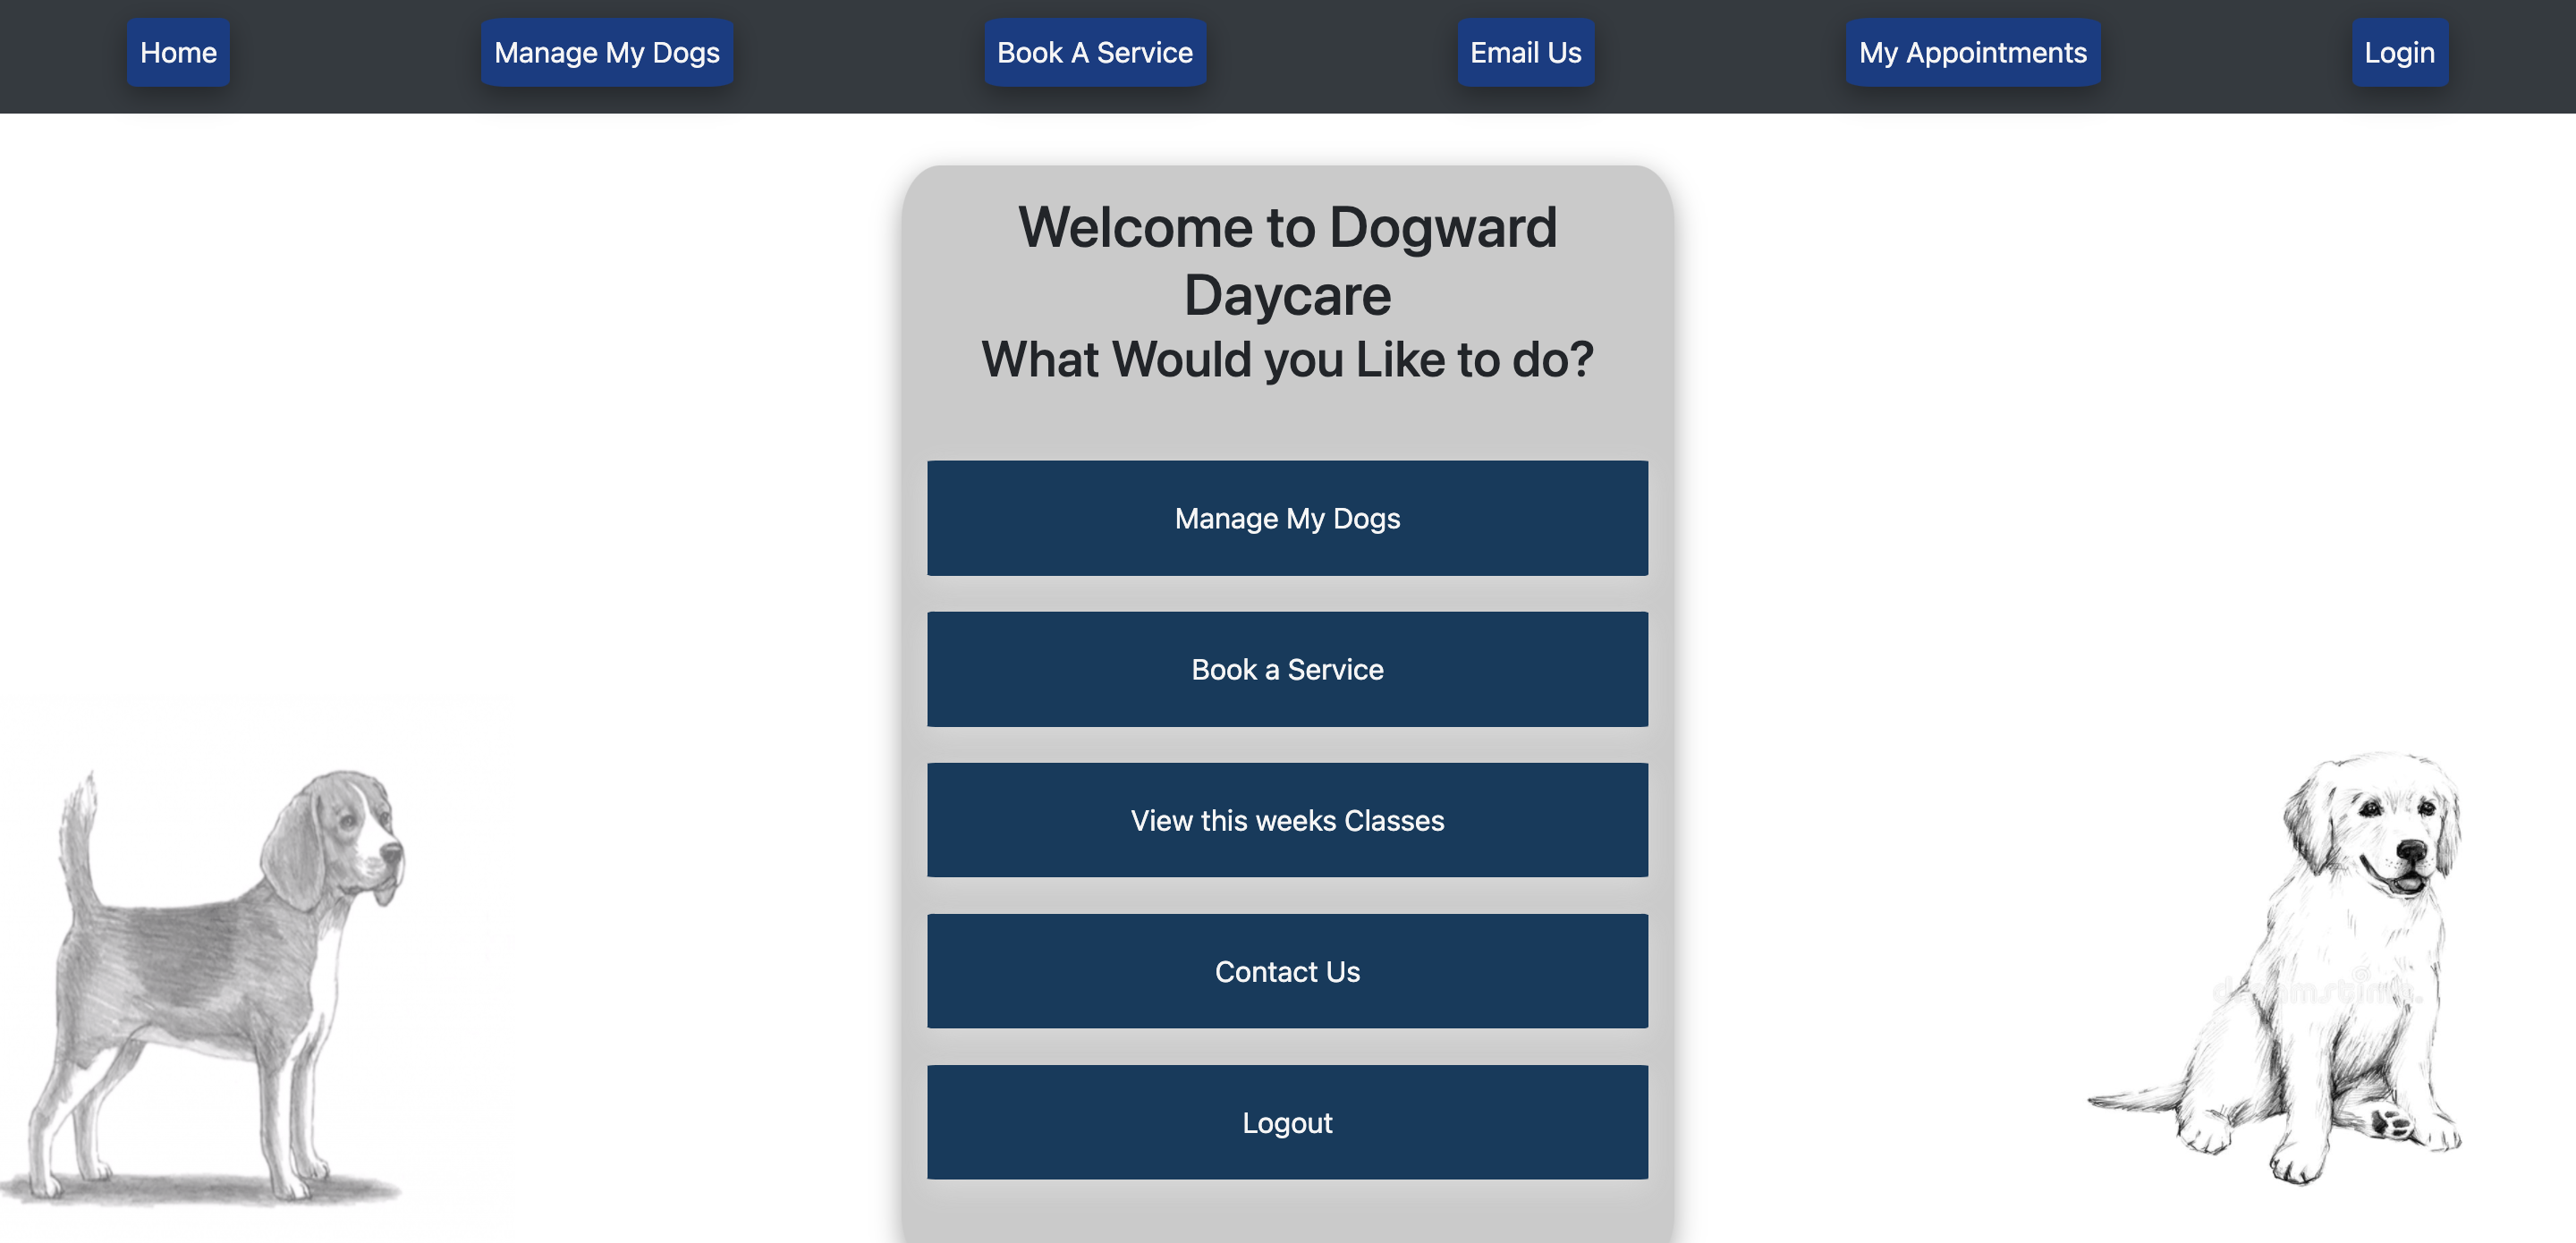 Home
Manage My Dogs
Book A Service
Email Us
My Appointments
Login
Welcome to Dogward
Daycare
What Would you Like to do?
Manage My Dogs
Book a Service
View this weeks Classes
Contact Us
Logout